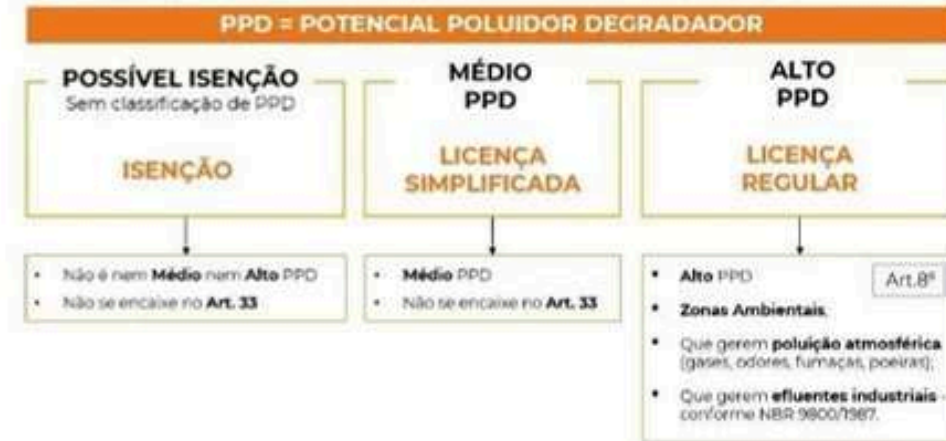 PPD = POTENCIAL POLUIDOR DEGRADADOR
POSSÍVEL ISENÇÃO
Sem classificação de PPD
ISENÇÃO
• Não é nem Médio nem Alto PPD
• Não se encaixe no Art. 33
MÉDIO
PPD
LICENÇA
SIMPLIFICADA
• Médio PPD
• Não se encaixe no Art. 33
ALTO
PPD
LICENÇA
REGULAR
• Alto PPD
Art.8º
• Zonas Ambientais;
• Que gerem poluição atmosférica
(gases, odores, fumaças, poeiras);
• Que gerem efluentes industriais -
conforme NBR 9800/1987.